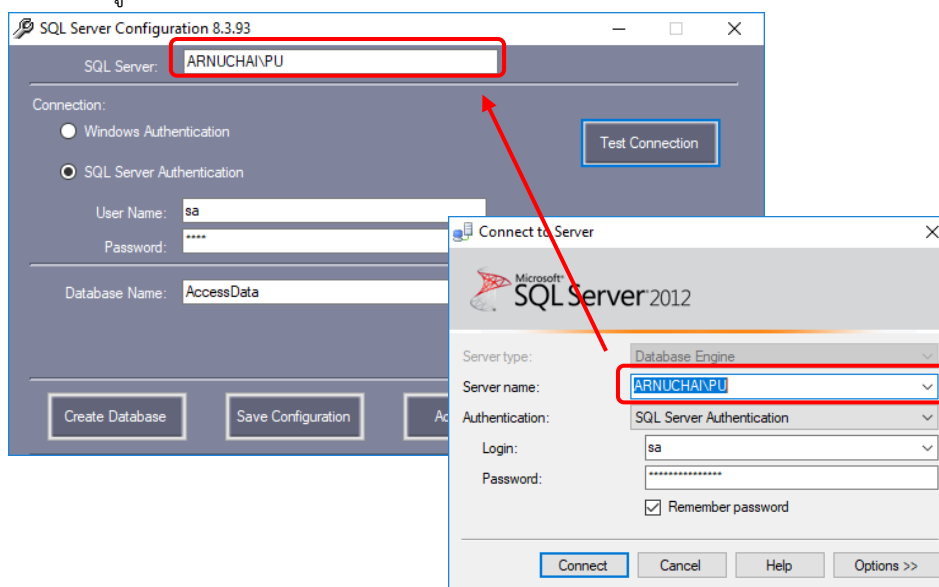 SQL Server Configuration 8.3.93
SQL Server: ARNUCHAI\PU
Connection:
Windows Authentication
Test Connection
SQL Server Authentication
User Name: sa
Password: ****
Database Name: AccessData
Create Database Save Configuration
Connect to Server
Microsoft
SQL Server 2012
Server type: Database Engine
Server name: ARNUCHAI\PU
Authentication: SQL Server Authentication
Login: sa
Password: ***************
Remember password
Connect Cancel Help Options >>